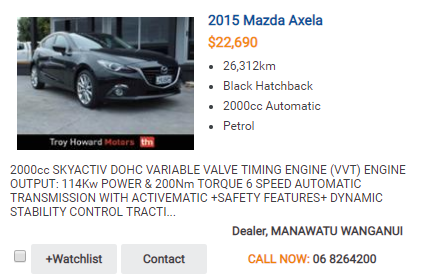 2015 Mazda Axela
$22,690
26,312km
Black Hatchback
2000cc Automatic
Petrol
Troy Howard Motors th
2000cc SKYACTIV DOHC VARIABLE VALVE TIMING ENGINE (VVT) ENGINE
OUTPUT: 114Kw POWER & 200Nm TORQUE 6 SPEED AUTOMATIC
TRANSMISSION WITH ACTIVEMATIC +SAFETY FEATURES+ DYNAMIC
STABILITY CONTROL TRACTI...
Dealer, MANAWATU WANGANUI
+Watchlist
Contact
CALL NOW: 06 8264200